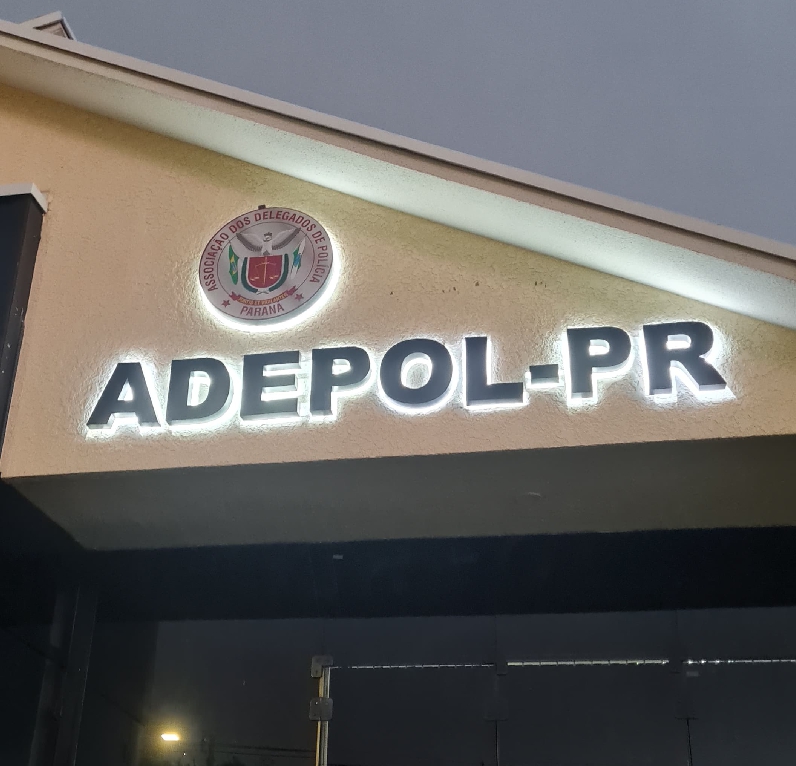 ASSOCIAÇÃO DOS DELEGADOS DE POLÍCIA
PARANÁ
ADEPOL-PR